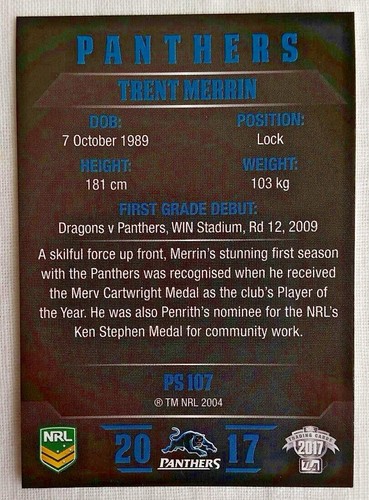 PANTHERS
TRENT MERRIN
DOB: POSITION:
7 October 1989 Lock
HEIGHT: WEIGHT:
181 cm 103 kg
FIRST GRADE DEBUT:
Dragons v Panthers, WIN Stadium, Rd 12, 2009
A skilful force up front, Merrin's stunning first season
with the Panthers was recognised when he received
the Merv Cartwright Medal as the club's Player of
the Year. He was also Penrith's nominee for the NRL's
Ken Stephen Medal for community work.
PS 107
® TM NRL 2004
NRL
20 PANTHERS 17
TRADING CARDS
2017